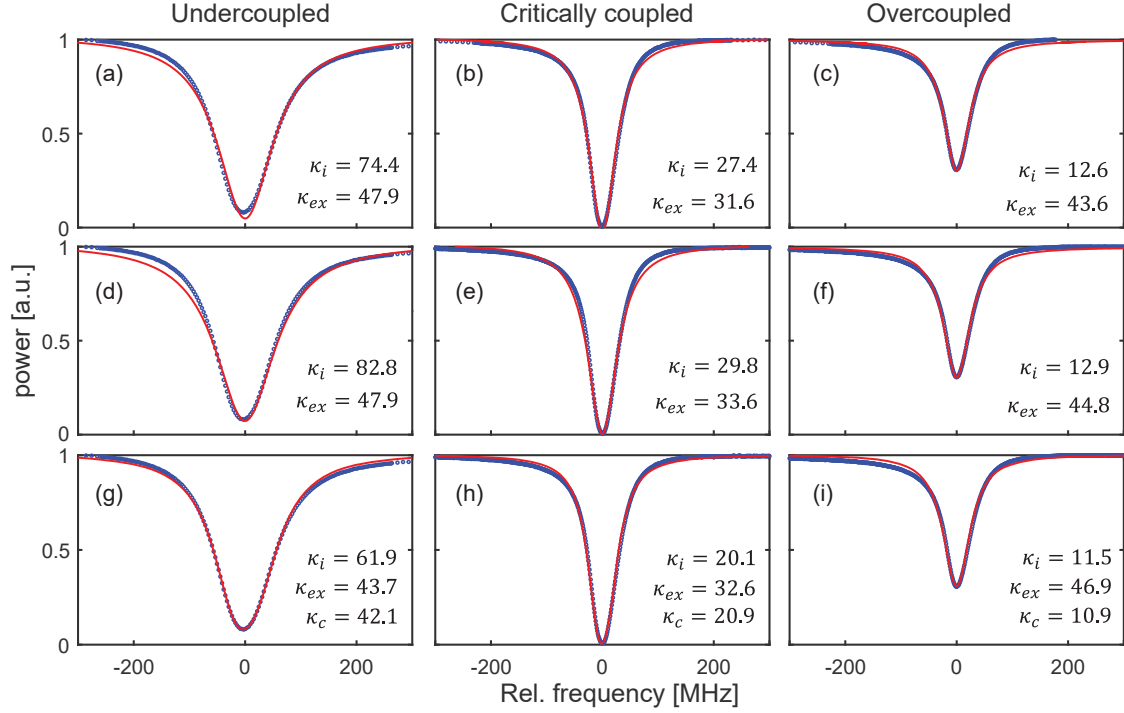 Undercoupled
Critically coupled
Overcoupled
power [a.u.]
1
0.5
0
(a)
κi = 74.4
κex = 47.9
(b)
κi = 27.4
κex = 31.6
(c)
κi = 12.6
κex = 43.6
1
0.5
0
(d)
κi = 82.8
κex = 47.9
(e)
κi = 29.8
κex = 33.6
(f)
κi = 12.9
κex = 44.8
1
0.5
0
(g)
κi = 61.9
κex = 43.7
κc = 42.1
(h)
κi = 20.1
κex = 32.6
κc = 20.9
(i)
κi = 11.5
κex = 46.9
κc = 10.9
-200 0 200
-200 0 200
-200 0 200
Rel. frequency [MHz]